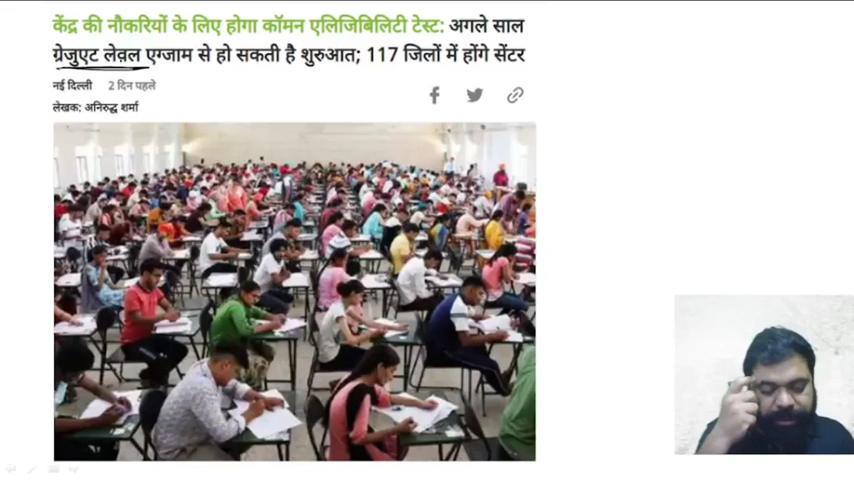 केंद्र की नौकरियों के लिए होगा कॉमन एलिजिबिलिटी टेस्ट: अगले साल
ग्रेजुएट लेवल एग्जाम से हो सकती है शुरुआत; 117 जिलों में होंगे सेंटर
नई दिल्ली 2 दिन पहले
लेखक: अनिरुद्ध शर्मा